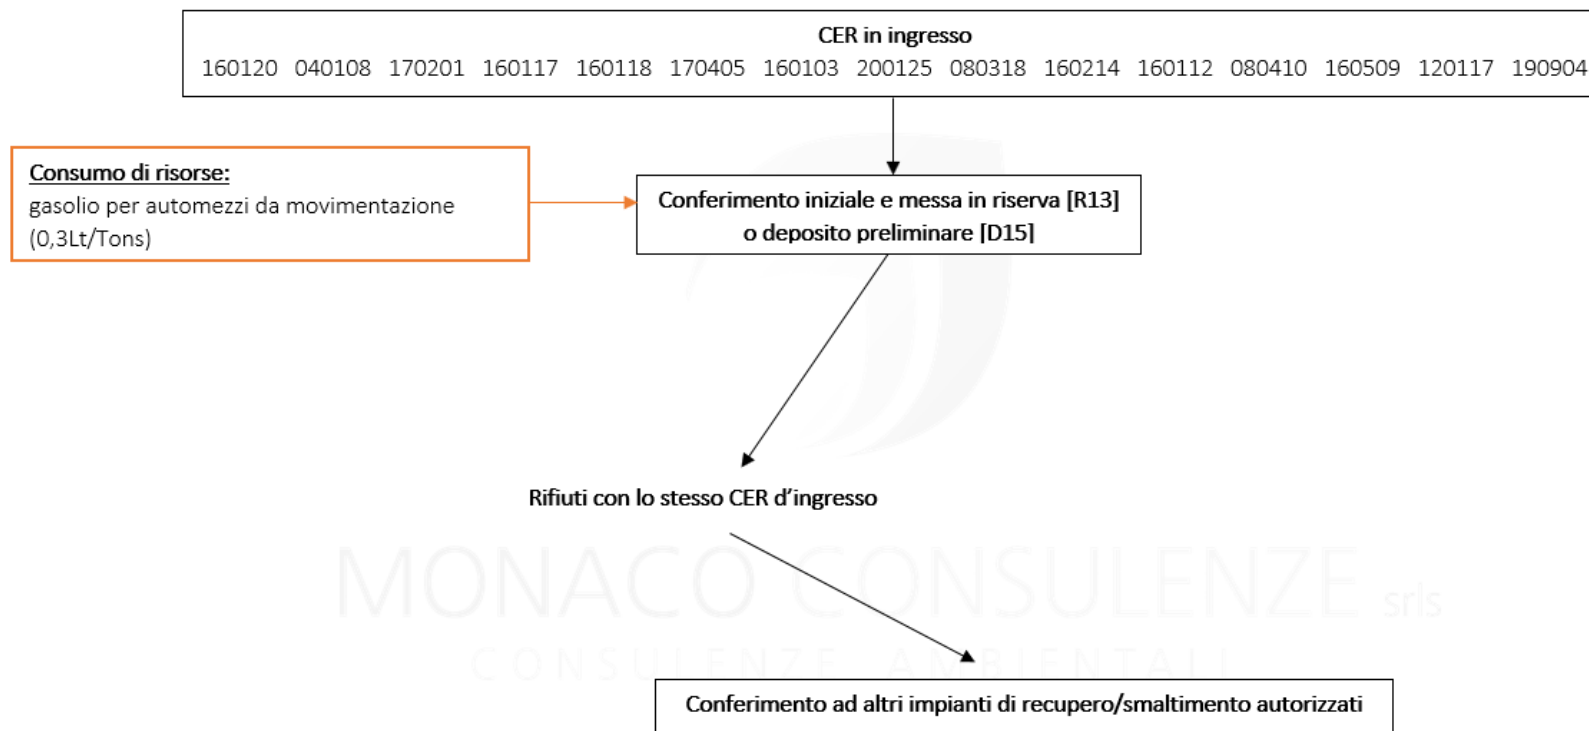 CER in ingresso
160120 040108 170201 160117 160118 170405 160103 200125 080318 160214 160112 080410 160509 120117 190904
Consumo di risorse:
gasolio per automezzi da movimentazione
(0,3Lt/Tons)
Conferimento iniziale e messa in riserva [R13]
o deposito preliminare [D15]
Rifiuti con lo stesso CER d'ingresso
MONACO CONSULENZE srls
CONSULENZE AMBIENTALI
Conferimento ad altri impianti di recupero/smaltimento autorizzati